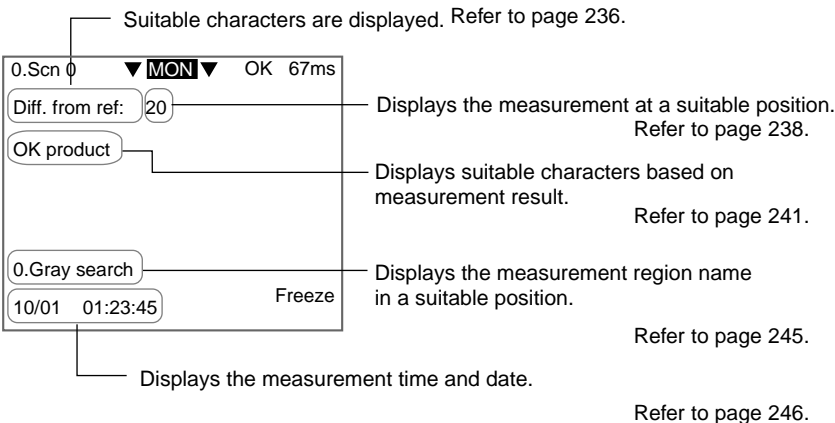 Suitable characters are displayed. Refer to page 236.
0.Scn 0 ▼ MON ▼ OK 67ms
Diff. from ref: 20
Displays the measurement at a suitable position.
Refer to page 238.
OK product
Displays suitable characters based on
measurement result.
Refer to page 241.
0.Gray search
Displays the measurement region name
in a suitable position.
10/01 01:23:45 Freeze
Refer to page 245.
Displays the measurement time and date.
Refer to page 246.